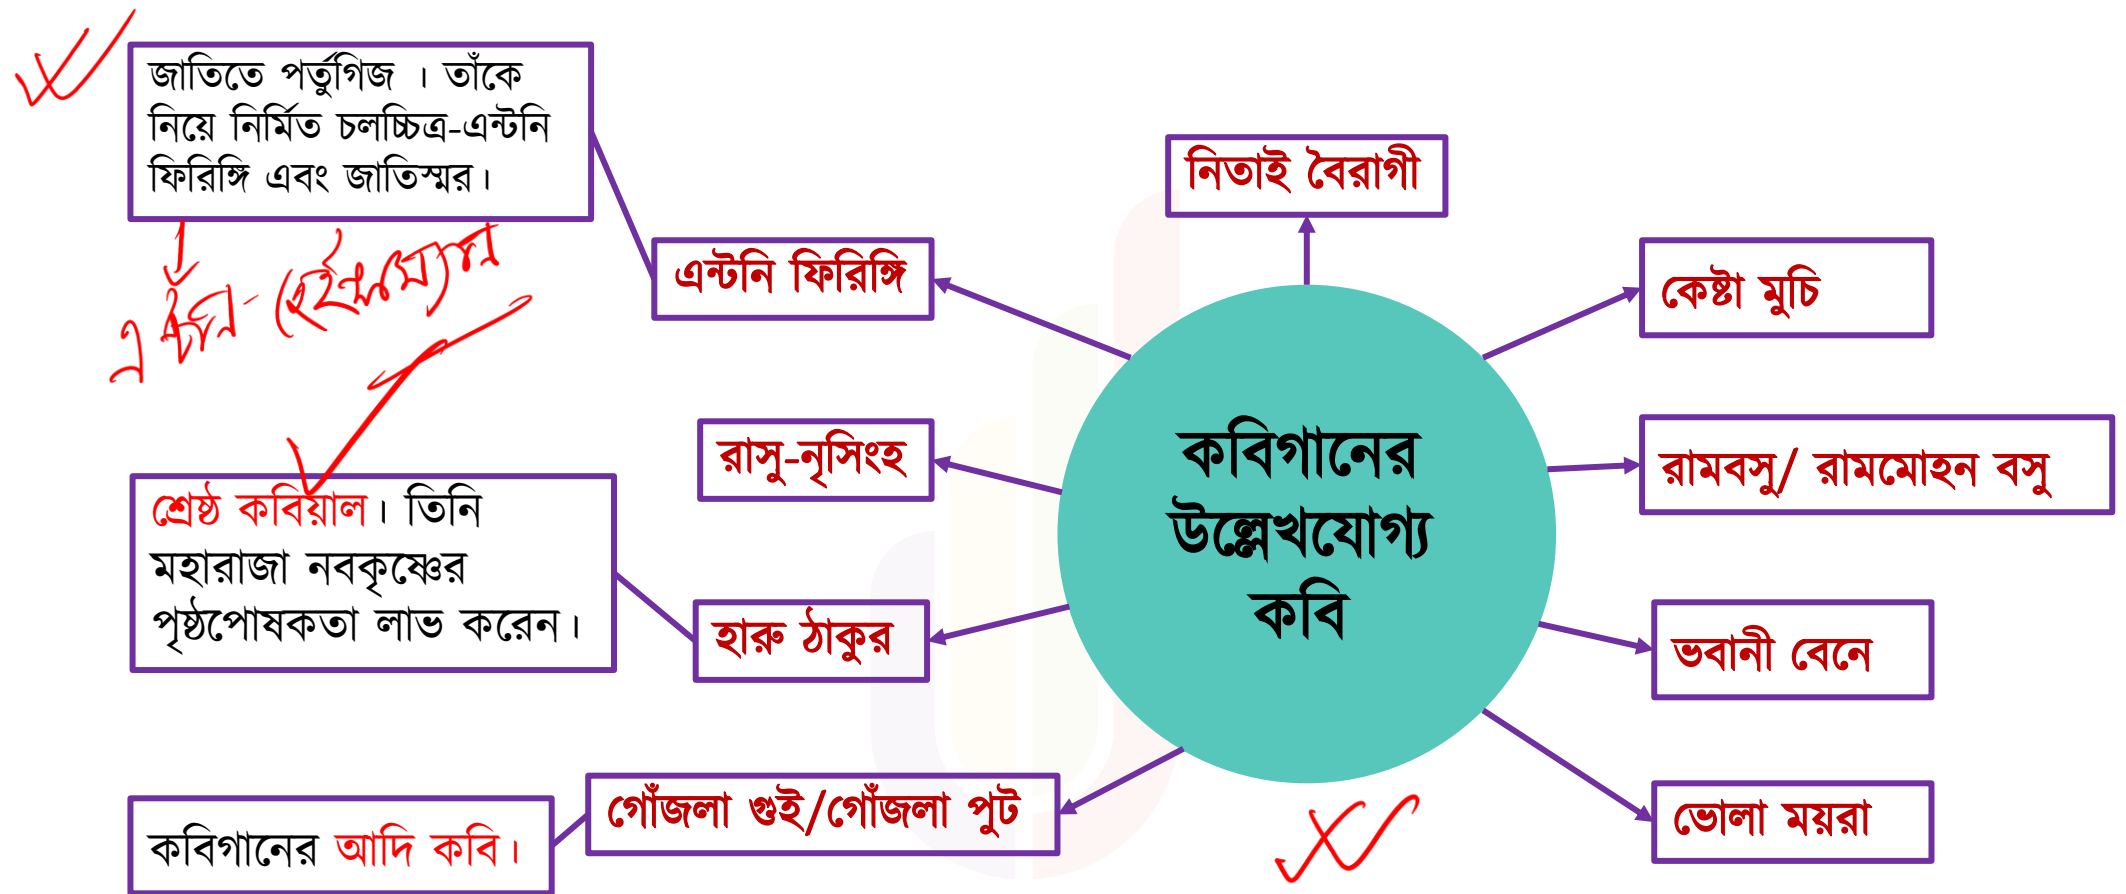 জাতিতে পর্তুগিজ । তাঁকে
নিয়ে নির্মিত চলচ্চিত্র-এন্টনি
ফিরিঙ্গি এবং জাতিস্মর।
নিতাই বৈরাগী
এন্টনি ফিরিঙ্গি
কেষ্টা মুচি
রাসু-নৃসিংহ
কবিগানের
উল্লেখযোগ্য
কবি
রামবসু/ রামমোহন বসু
শ্রেষ্ঠ কবিয়াল। তিনি
মহারাজা নবকৃষ্ণের
পৃষ্ঠপোষকতা লাভ করেন।
হারু ঠাকুর
ভবানী বেনে
গোঁজলা গুই/গোঁজলা পুট
ভোলা ময়রা
কবিগানের আদি কবি।